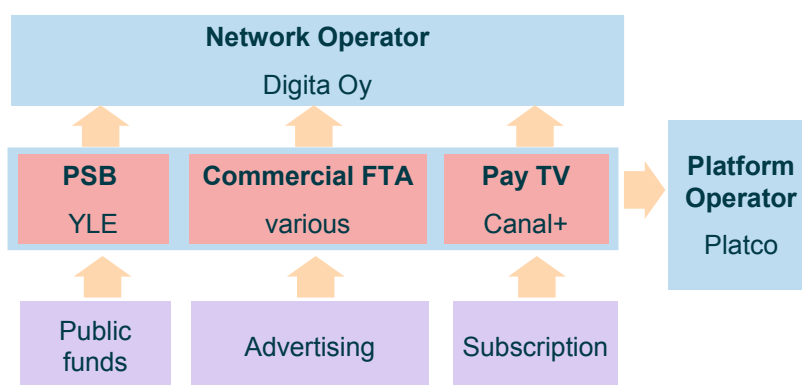 Network Operator
Digita Oy
PSB
YLE
Commercial FTA
various
Pay TV
Canal+
Platform
Operator
Platco
Public
funds
Advertising
Subscription